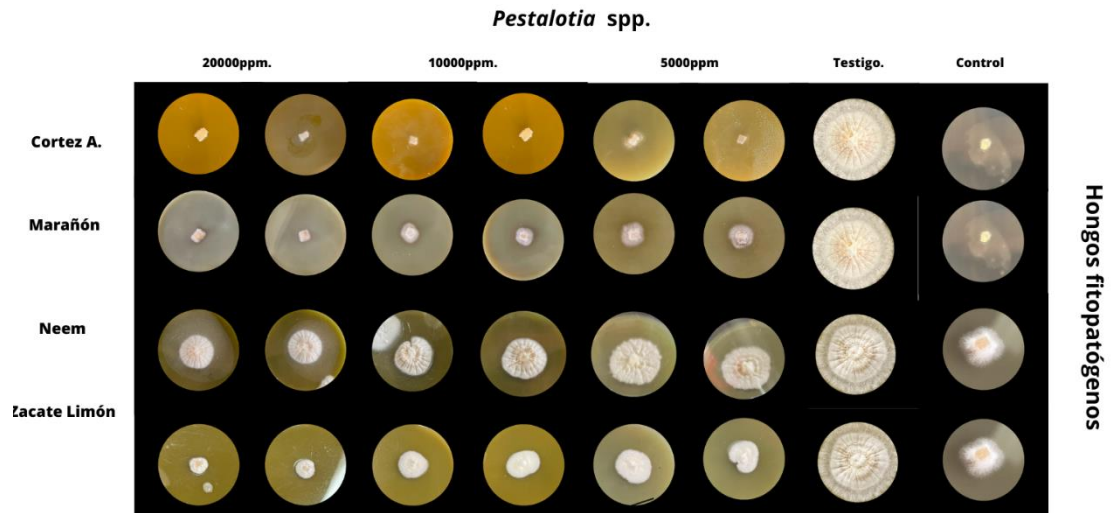 Pestalotia spp.
20000ppm. 10000ppm. 5000ppm Testigo. Control
Cortez A.
Marañón
Neem
Zacate Limón
Hongos fitopatógenos